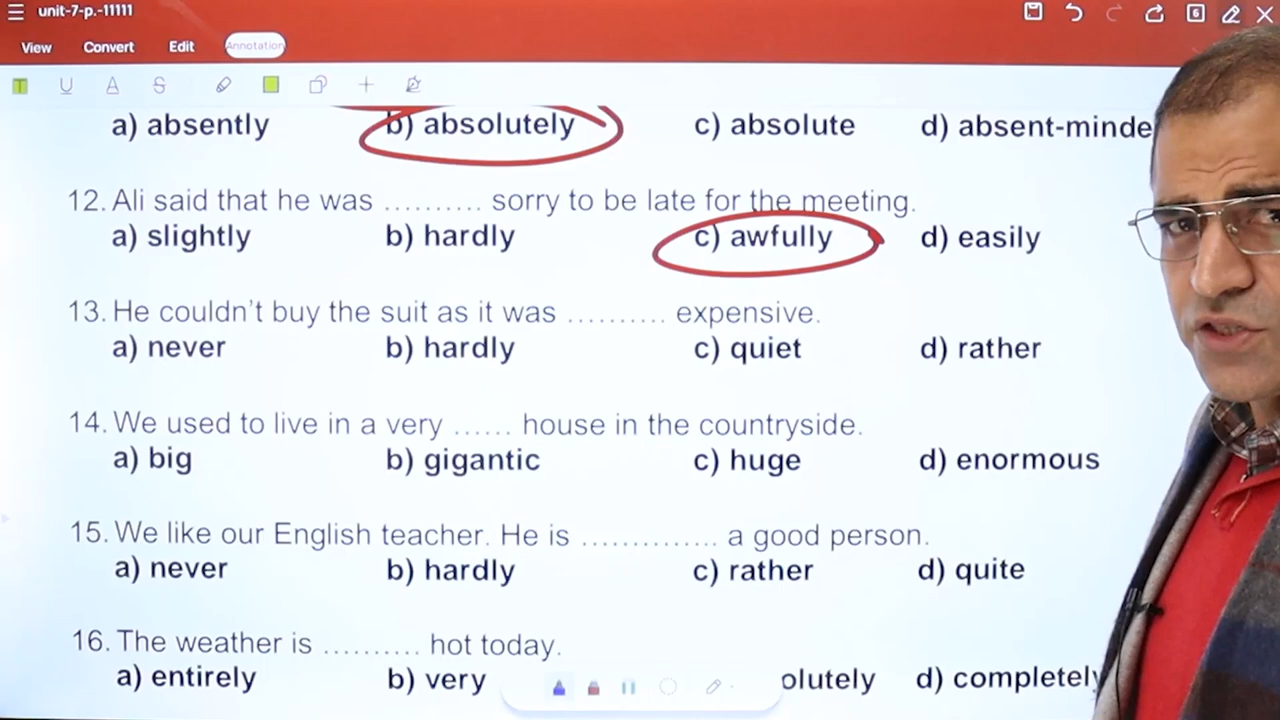 unit-7-p.-11111
6
View Convert Edit Annotation
T U A S
a) absently b) absolutely c) absolute d) absent-minde
12. Ali said that he was .......... sorry to be late for the meeting.
a) slightly b) hardly c) awfully d) easily
13. He couldn't buy the suit as it was .......... expensive.
a) never b) hardly c) quiet d) rather
14. We used to live in a very ...... house in the countryside.
a) big b) gigantic c) huge d) enormous
15. We like our English teacher. He is .............. a good person.
a) never b) hardly c) rather d) quite
16. The weather is .......... hot today.
a) entirely b) very olutely d) completely